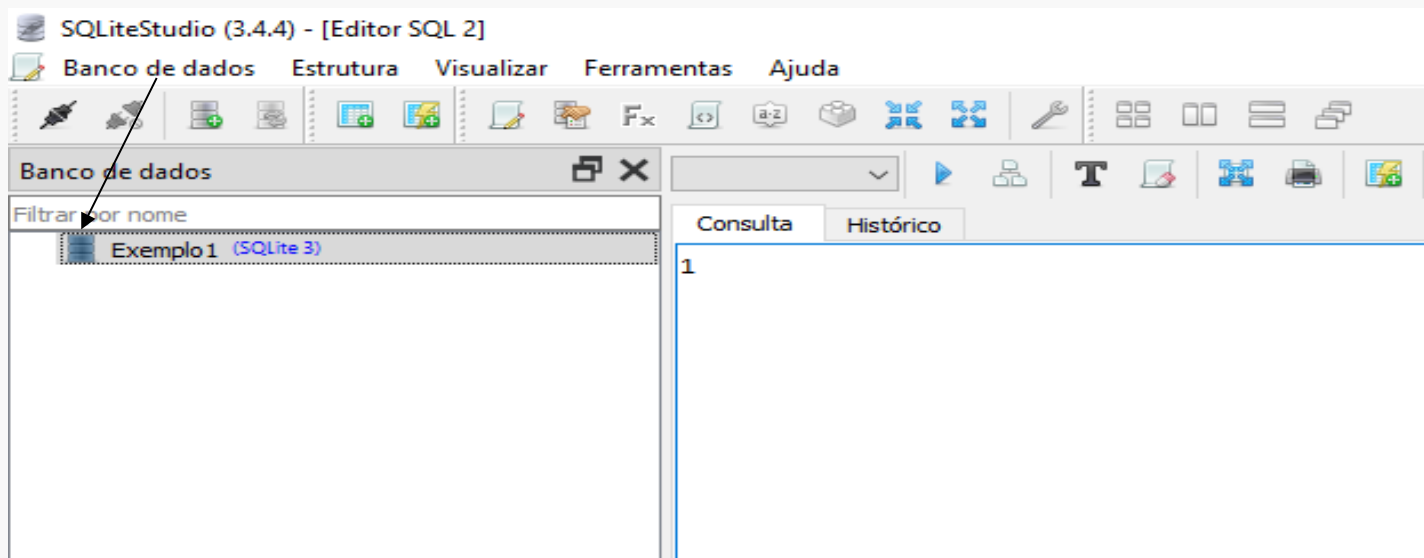 SQLiteStudio (3.4.4) - [Editor SQL 2]
Banco de dados Estrutura Visualizar Ferramentas Ajuda
Fx a·z
Banco de dados
T
Filtrar por nome
Consulta Histórico
Exemplo1 (SQLite 3)
1